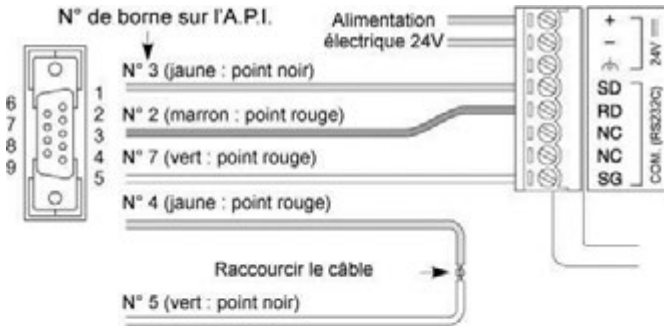 N° de borne sur l'A.P.I.
Alimentation
électrique 24V
N° 3 (jaune : point noir)
N° 2 (marron : point rouge)
N° 7 (vert : point rouge)
N° 4 (jaune : point rouge)
Raccourcir le câble
N° 5 (vert : point noir)
6
7
8
9
1
2
3
4
5
+
–
SD
RD
NC
NC
SG
24V
COM. (RS232C)